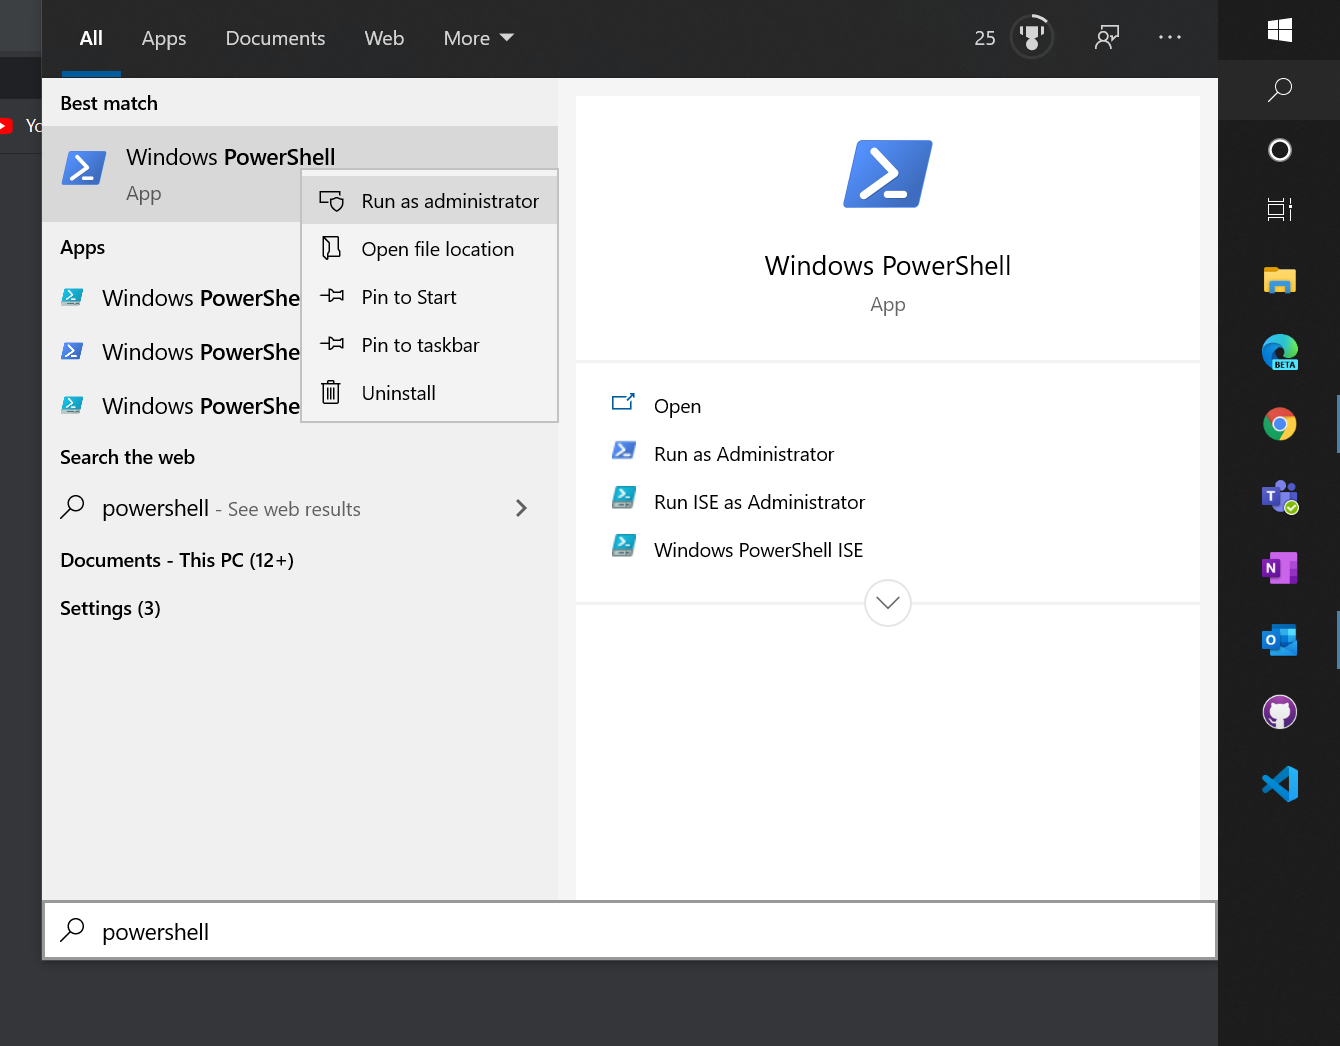 All Apps Documents Web More 25
Best match
Windows PowerShell
App
Run as administrator
Open file location
Pin to Start
Pin to taskbar
Uninstall
Apps
Windows PowerShe
Windows PowerShe
Windows PowerShe
Search the web
powershell - See web results
Documents - This PC (12+)
Settings (3)
Windows PowerShell
App
Open
Run as Administrator
Run ISE as Administrator
Windows PowerShell ISE
powershell
Yo
BETA
T
N
O